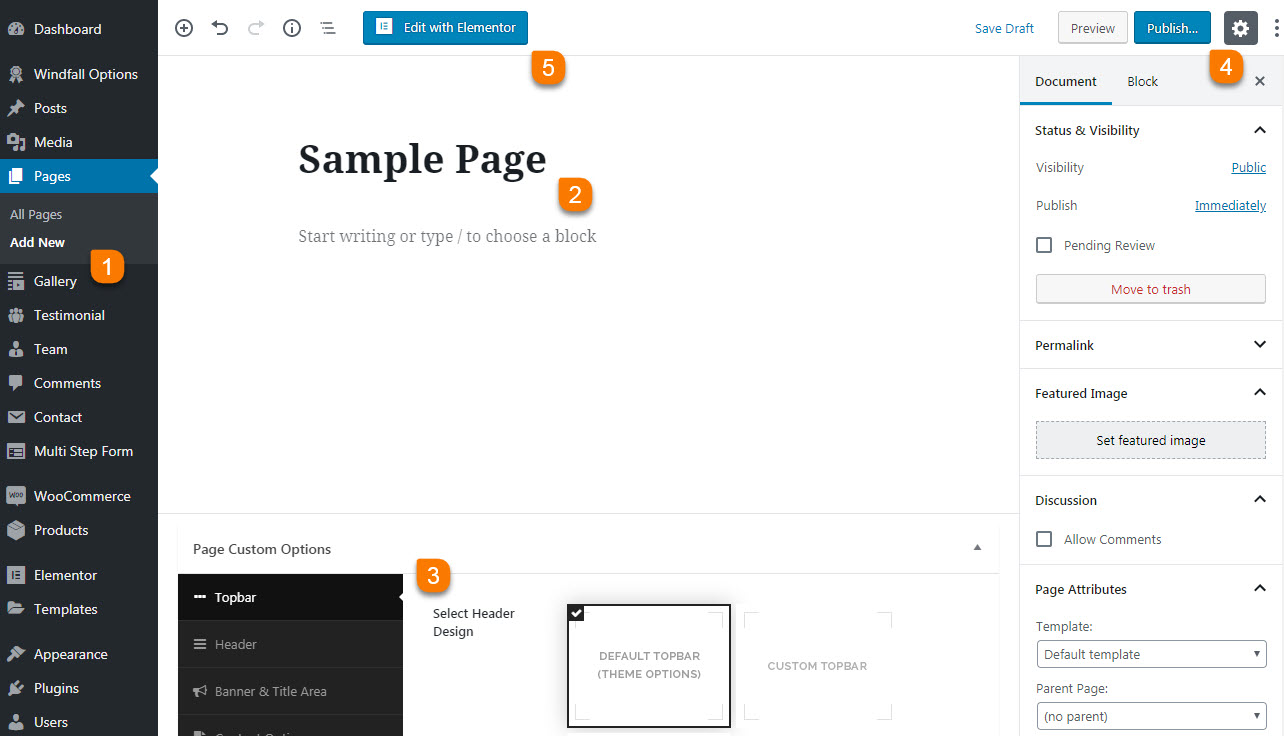 Dashboard
Windfall Options
Posts
Media
Pages
All Pages
Add New
1
Gallery
Testimonial
Team
Comments
Contact
Multi Step Form
WOO
WooCommerce
Products
Elementor
Templates
Appearance
Plugins
Users
Edit with Elementor
Save Draft
Preview
Publish...
5
4
Sample Page
2
Start writing or type / to choose a block
Page Custom Options
3
Topbar
Header
Banner & Title Area
Select Header
Design
DEFAULT TOPBAR
(THEME OPTIONS)
CUSTOM TOPBAR
Document
Block
Status & Visibility
Visibility
Public
Publish
Immediately
Pending Review
Move to trash
Permalink
Featured Image
Set featured image
Discussion
Allow Comments
Page Attributes
Template:
Default template
Parent Page:
(no parent)